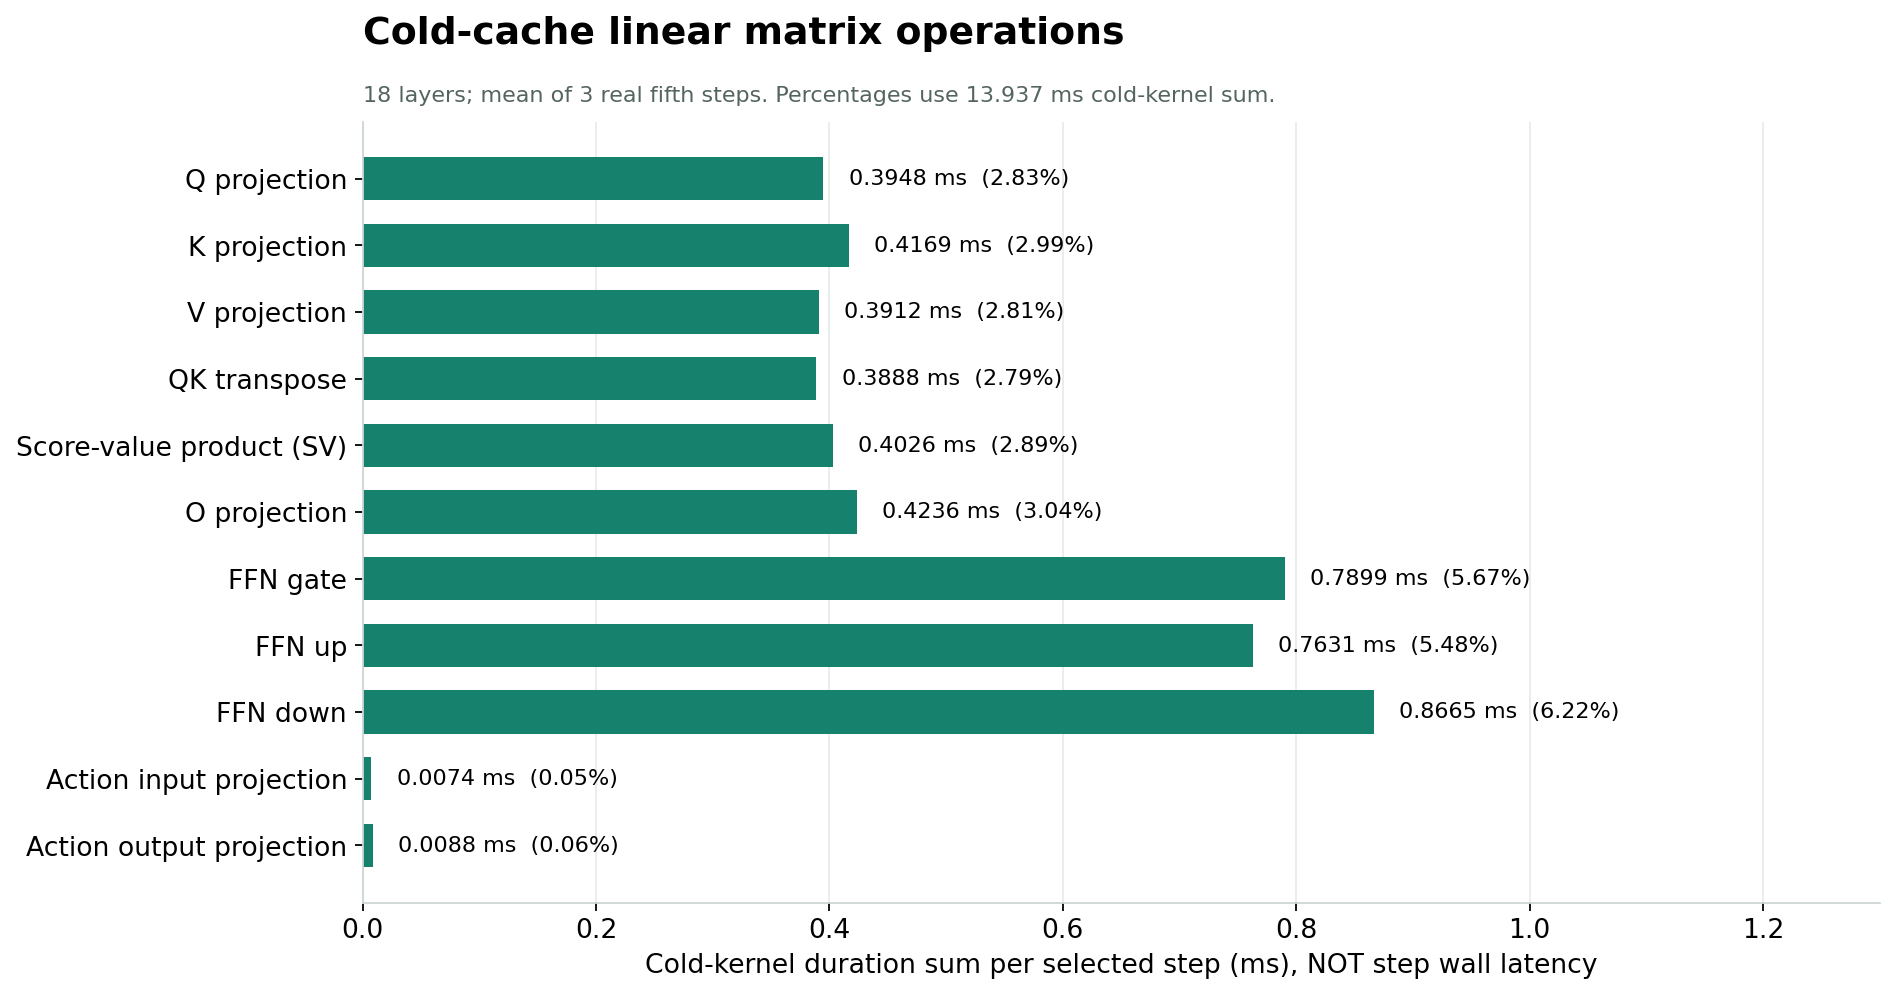 Cold-cache linear matrix operations
18 layers; mean of 3 real fifth steps. Percentages use 13.937 ms cold-kernel sum.
Q projection 0.3948 ms (2.83%)
K projection 0.4169 ms (2.99%)
V projection 0.3912 ms (2.81%)
QK transpose 0.3888 ms (2.79%)
Score-value product (SV) 0.4026 ms (2.89%)
O projection 0.4236 ms (3.04%)
FFN gate 0.7899 ms (5.67%)
FFN up 0.7631 ms (5.48%)
FFN down 0.8665 ms (6.22%)
Action input projection 0.0074 ms (0.05%)
Action output projection 0.0088 ms (0.06%)
0.0 0.2 0.4 0.6 0.8 1.0 1.2
Cold-kernel duration sum per selected step (ms), NOT step wall latency